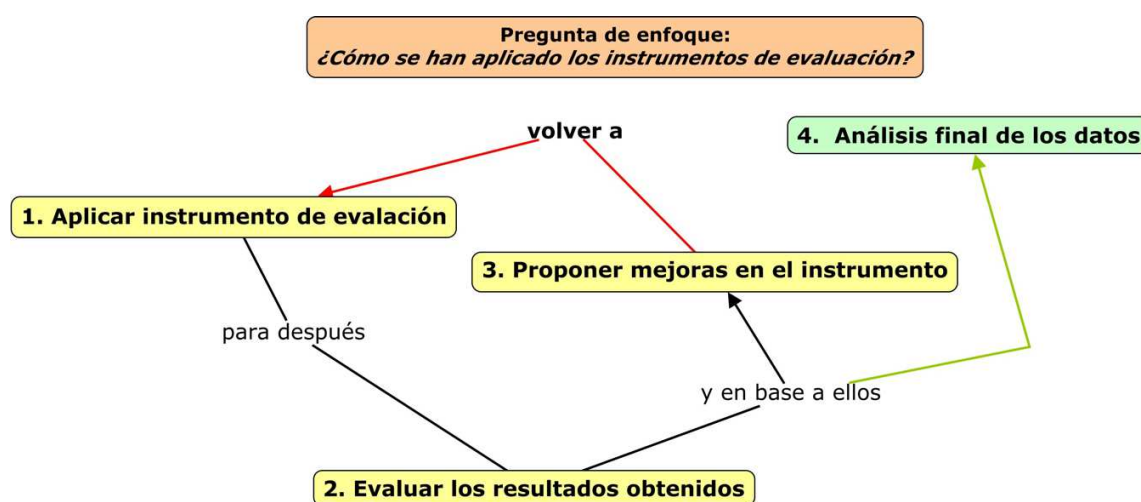 Pregunta de enfoque:
¿Cómo se han aplicado los instrumentos de evaluación?
volver a
4. Análisis final de los datos
1. Aplicar instrumento de evalación
3. Proponer mejoras en el instrumento
para después
y en base a ellos
2. Evaluar los resultados obtenidos